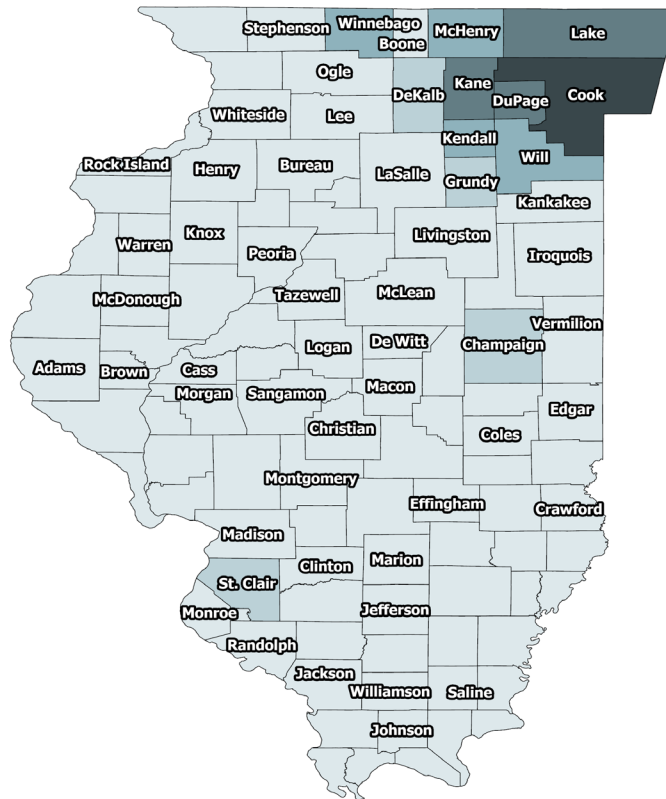 Stephenson
Winnebago
Boone
McHenry
Lake
Ogle
DeKalb
Kane
DuPage
Cook
Whiteside
Lee
Kendall
Will
Rock Island
Henry
Bureau
LaSalle
Grundy
Kankakee
Warren
Knox
Peoria
Livingston
Iroquois
McDonough
Tazewell
McLean
Vermilion
Adams
Brown
Cass
Logan
De Witt
Champaign
Morgan
Sangamon
Macon
Christian
Coles
Edgar
Montgomery
Effingham
Crawford
Madison
Clinton
Marion
St. Clair
Monroe
Jefferson
Randolph
Jackson
Williamson
Saline
Johnson